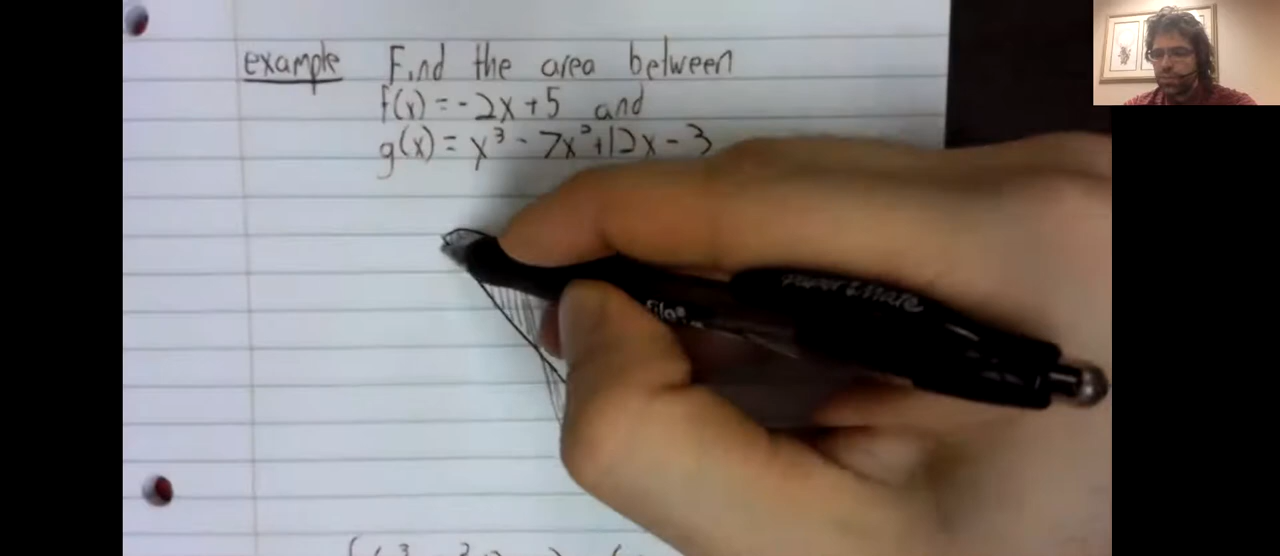 example Find the area between
f(x) = -2x + 5 and
g(x) = x³ - 7x² + 12x - 3
PAPER MATE